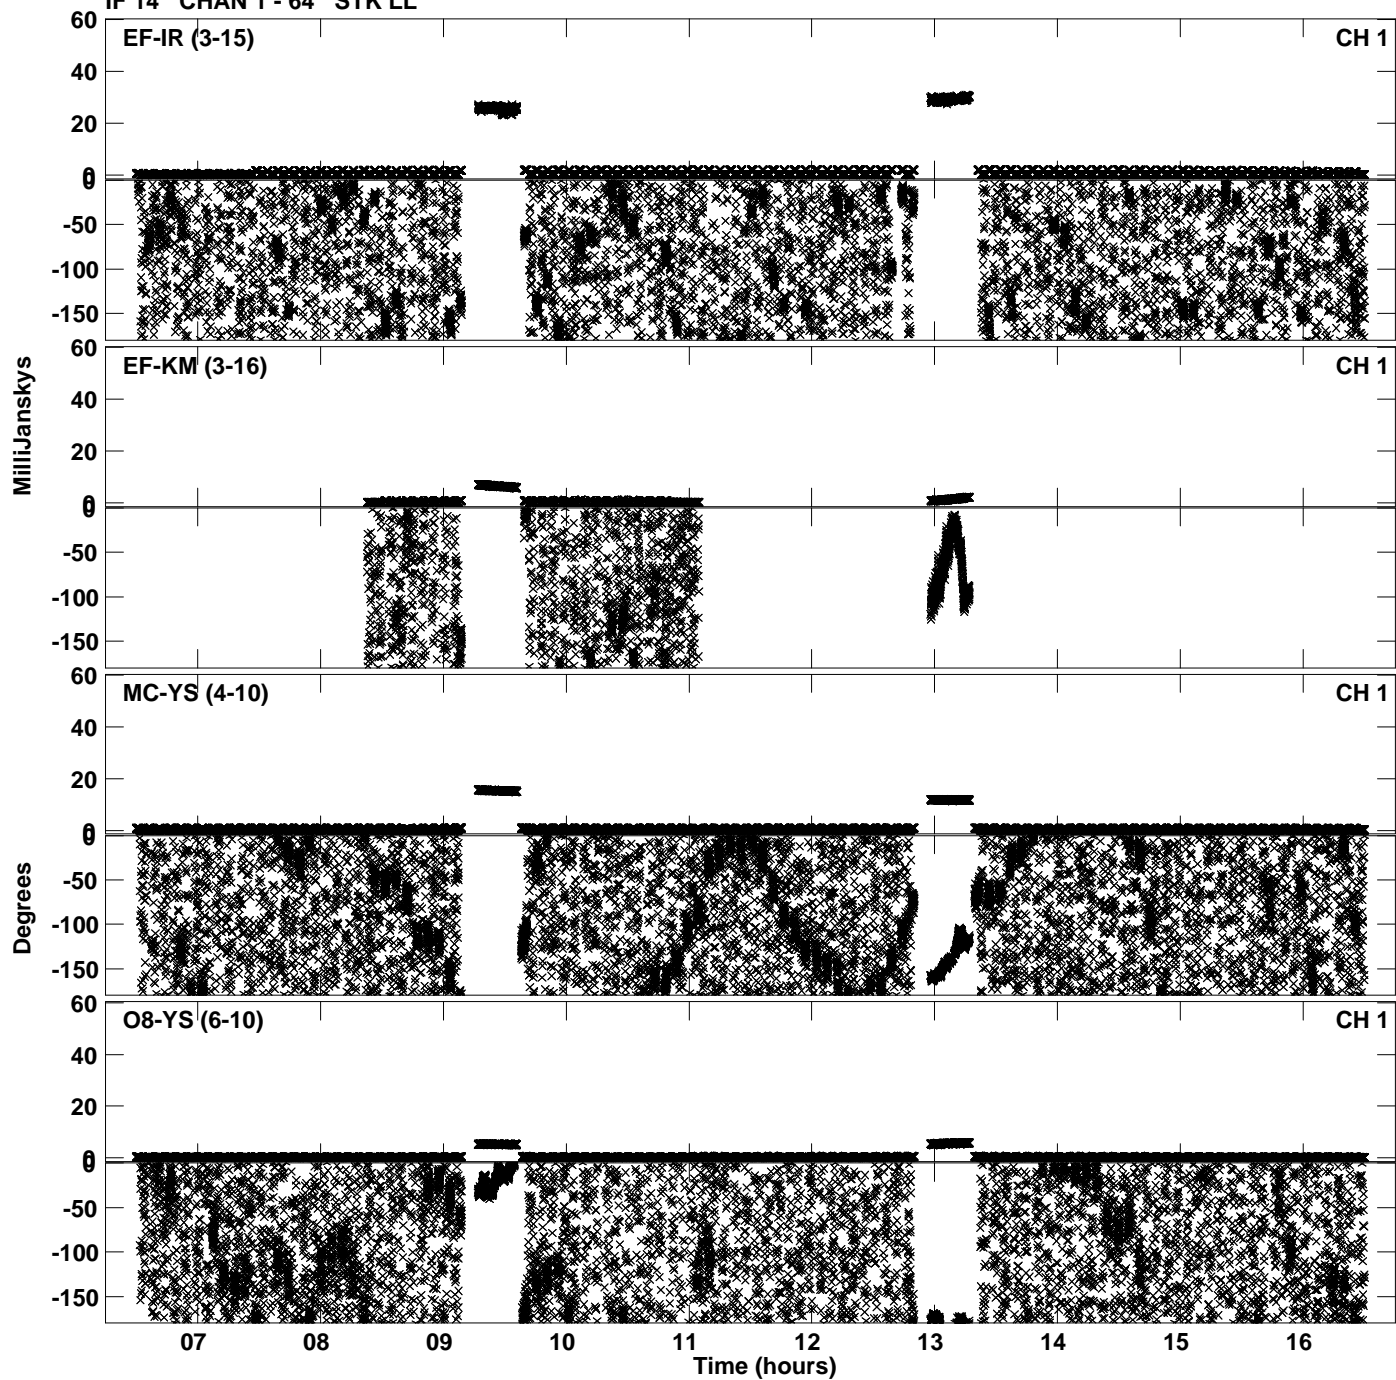 IF 14 CHAN 1 - 64 STK LL
60
EF-IR (3-15)
CH 1
40
20
0
0
-50
-100
-150
60
EF-KM (3-16)
CH 1
40
20
0
0
-50
-100
-150
MilliJanskys
60
MC-YS (4-10)
CH 1
40
20
0
0
-50
-100
-150
Degrees
60
O8-YS (6-10)
CH 1
40
20
0
0
-50
-100
-150
07 08 09 10 11 12 13 14 15 16
Time (hours)